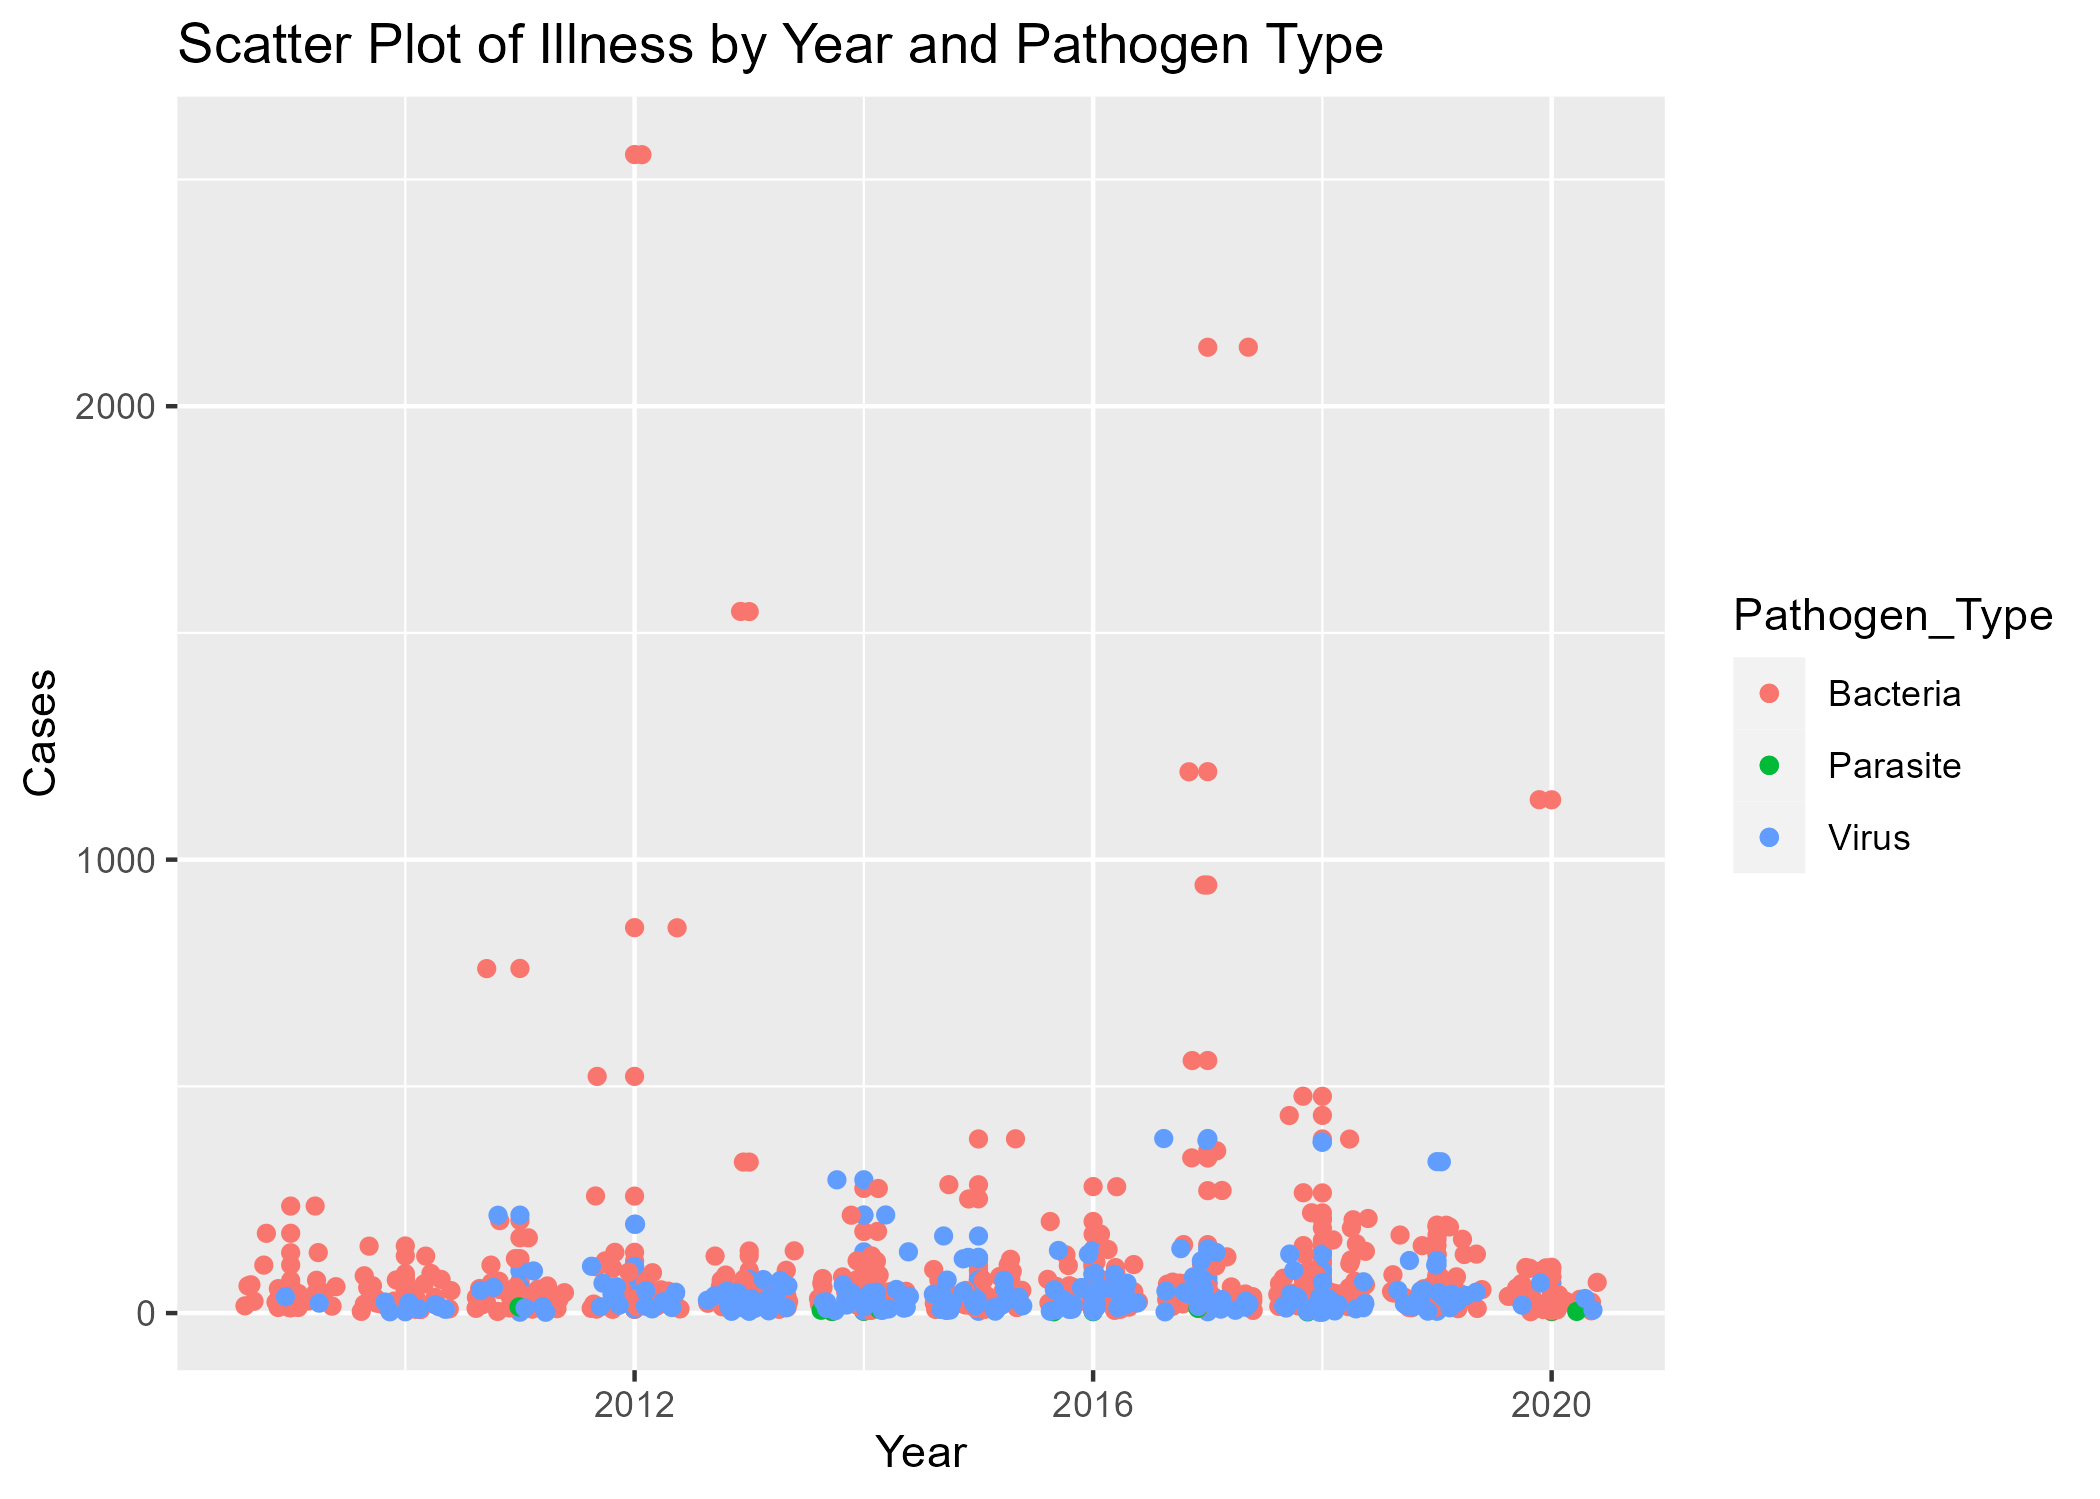 Scatter Plot of Illness by Year and Pathogen Type
2000
1000
0
Cases
2012
2016
2020
Year
Pathogen_Type
Bacteria
Parasite
Virus